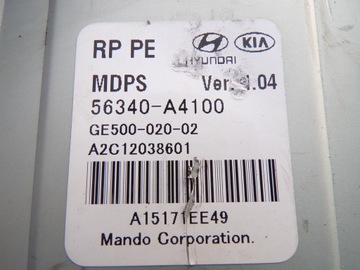 RP PE
HYUNDAI KIA
MDPS Ver.
56340-A4100
GE500-020-02
A2C12038601
A15171EE49
Mando Corporation.